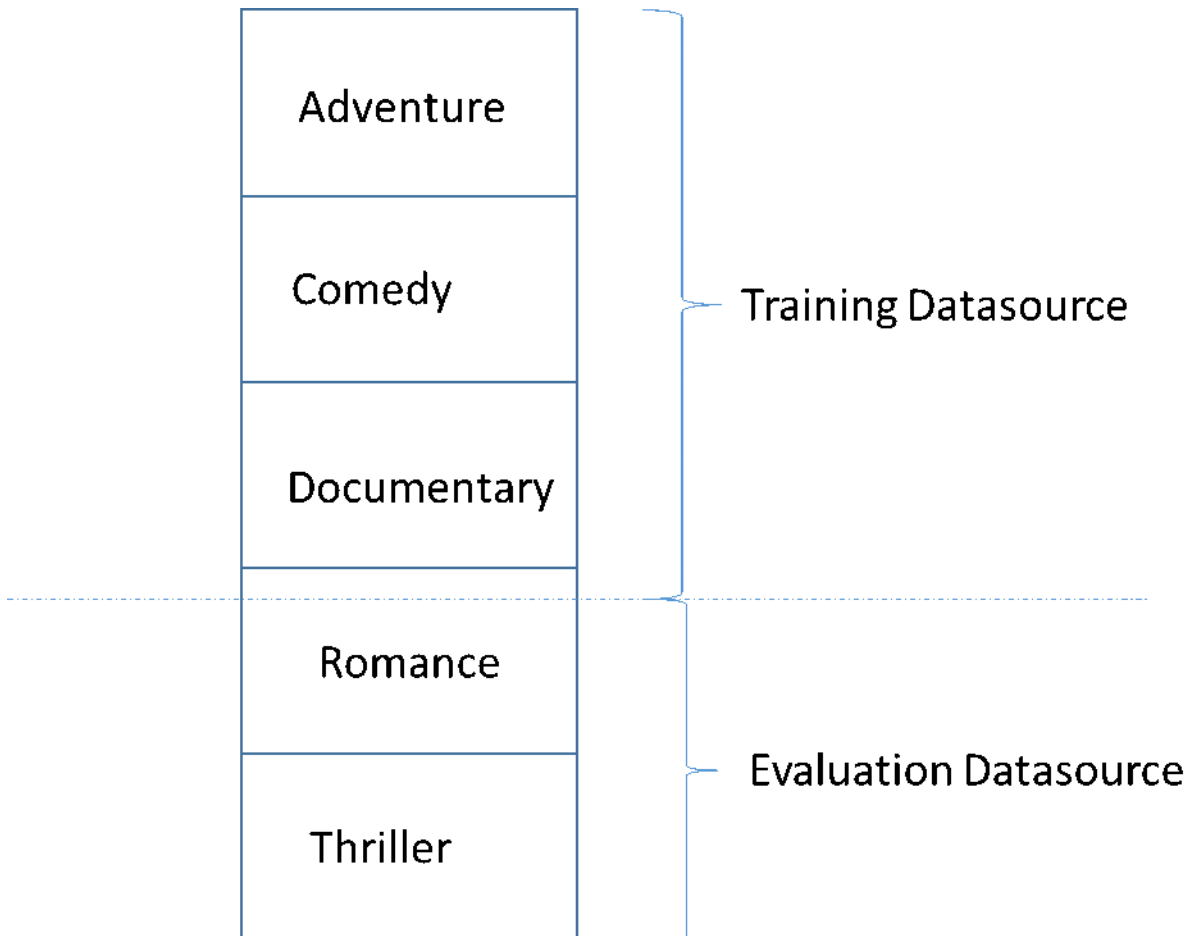 Adventure
Comedy
Training Datasource
Documentary
Romance
Evaluation Datasource
Thriller